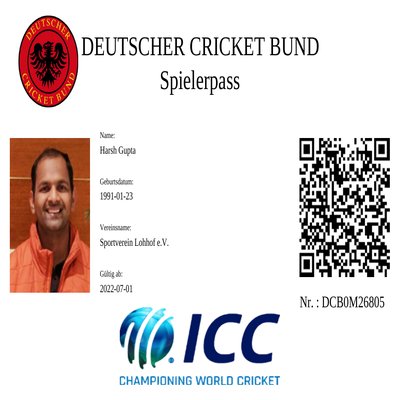 DEUTSCHER CRICKET BUND
DEUTSCHER CRICKET BUND
Spielerpass
Name:
Harsh Gupta
Geburtsdatum:
1991-01-23
Vereinsname:
Sportverein Lohhof e.V.
Gültig ab:
2022-07-01
Nr. : DCB0M26805
ICC
CHAMPIONING WORLD CRICKET